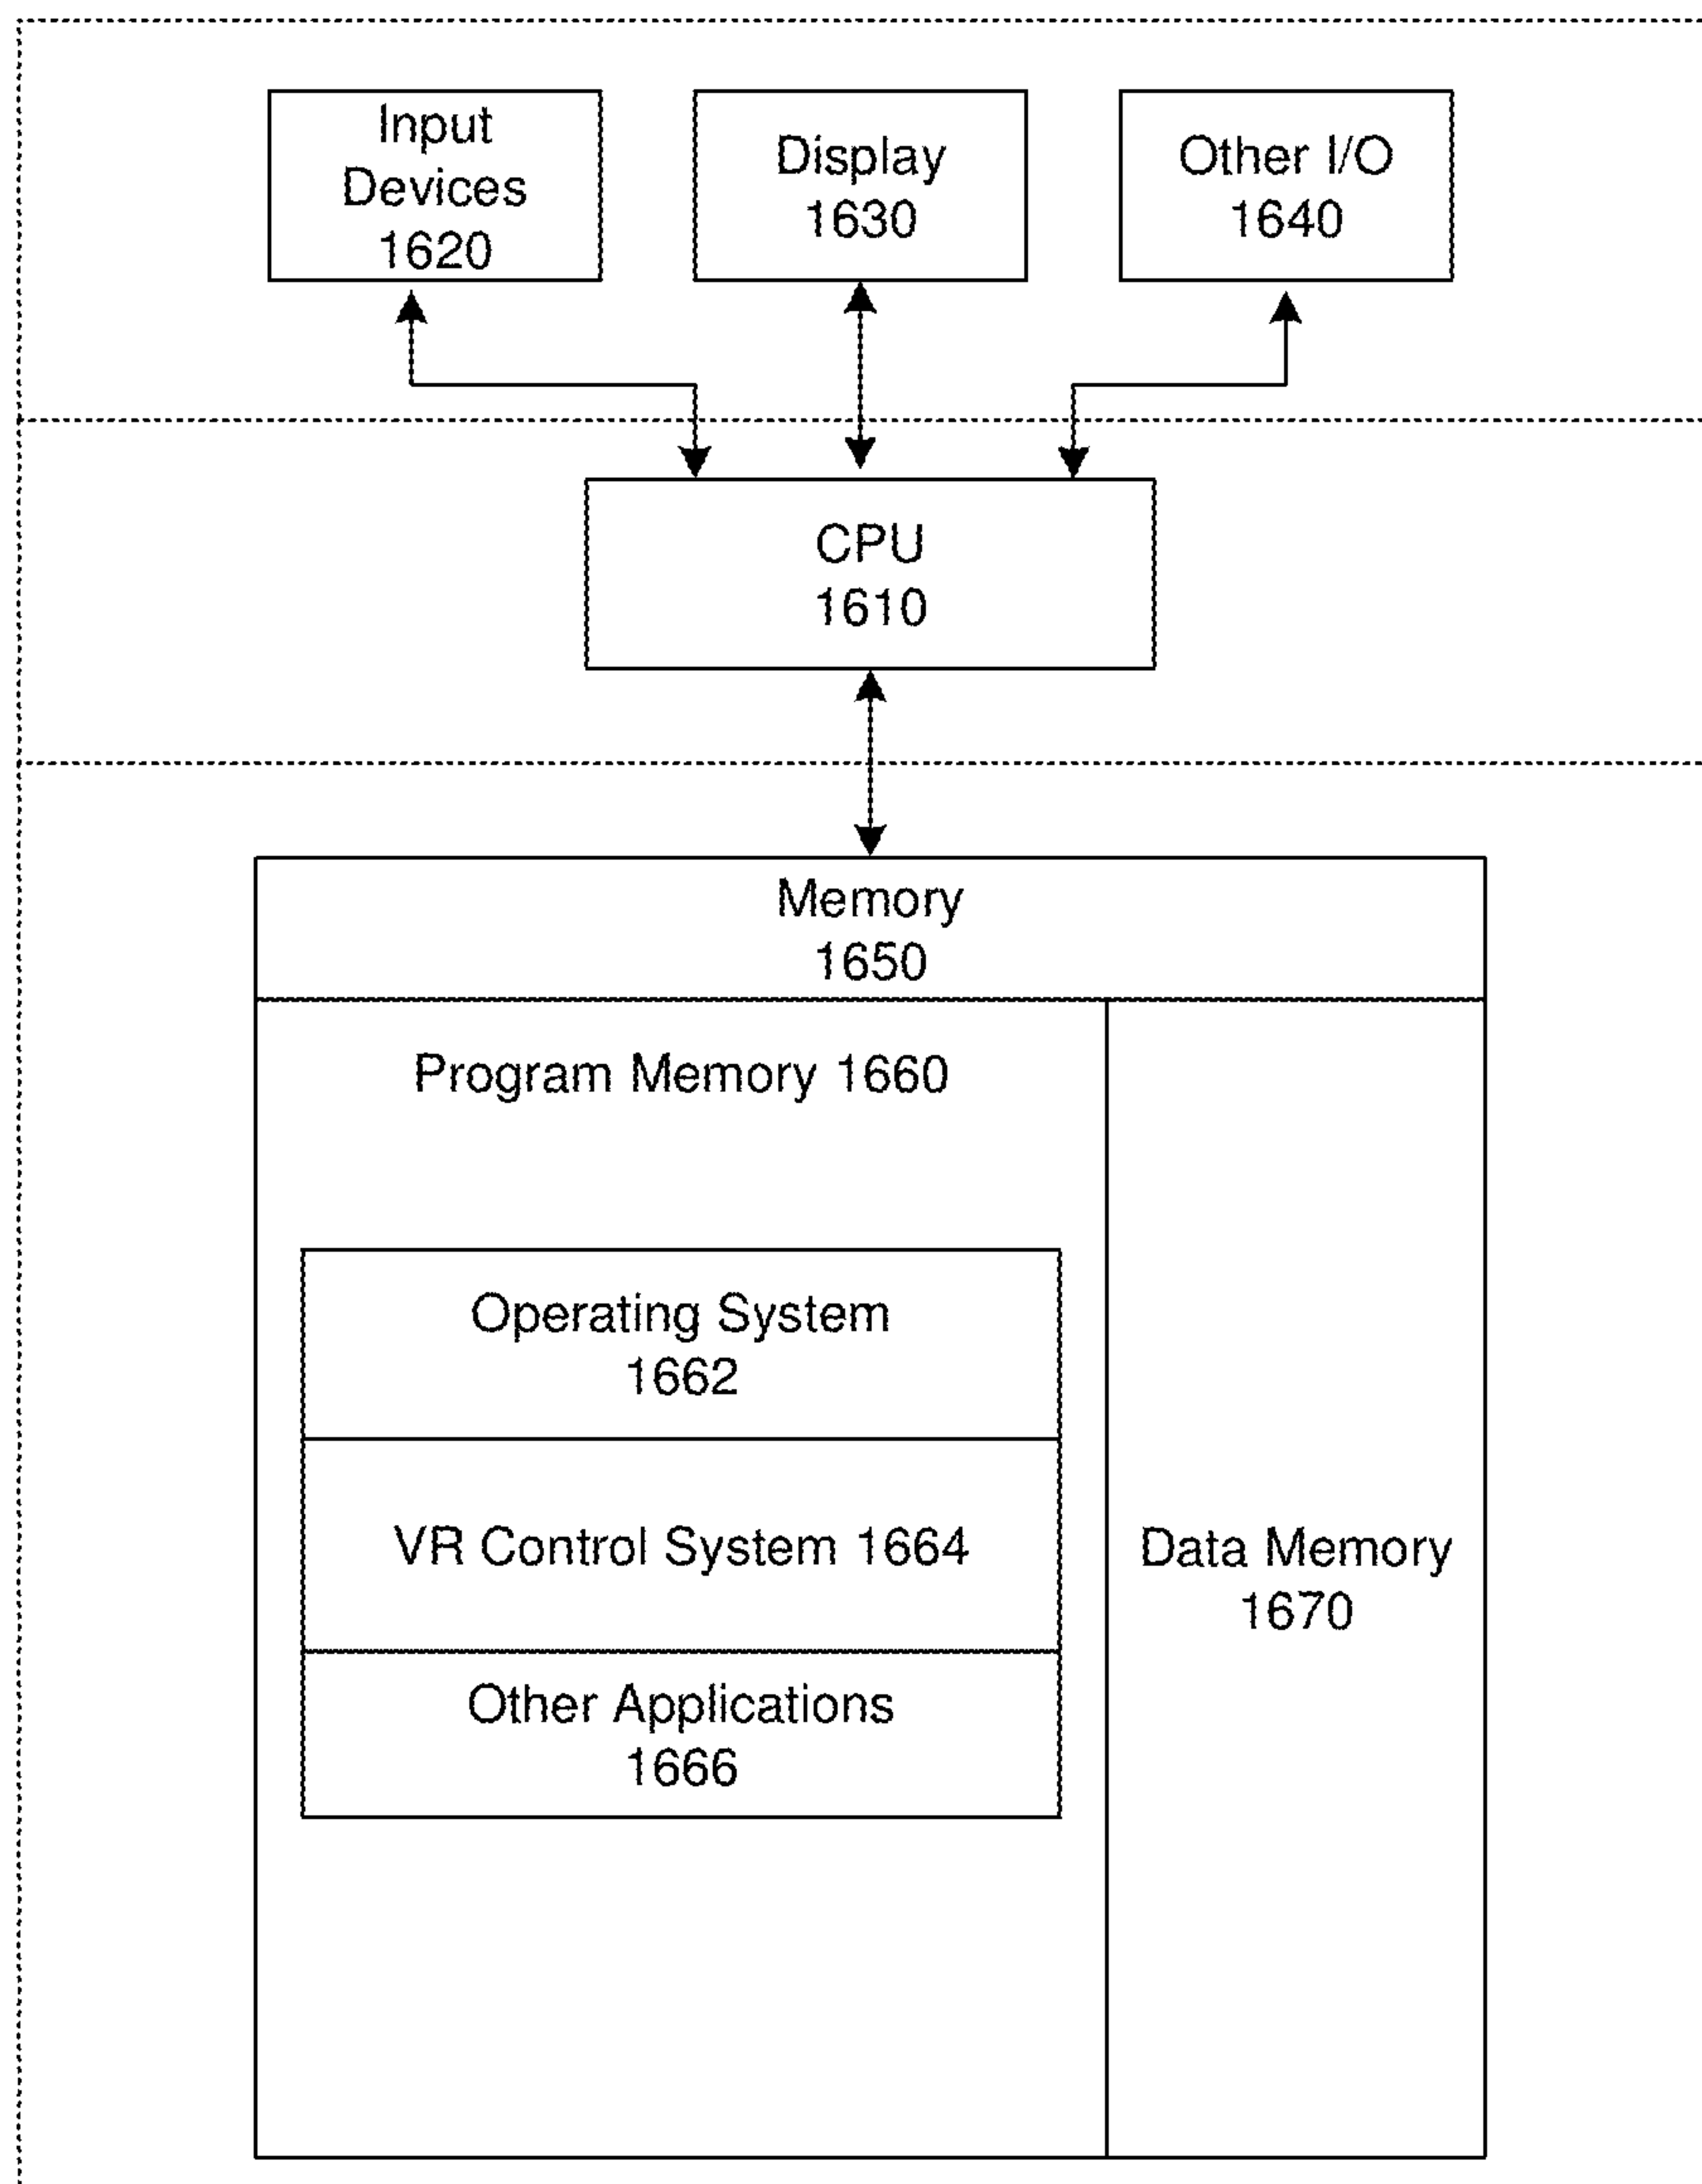 Input
Devices
1620
Display
1630
Other I/O
1640
CPU
1610
Memory
1650
Program Memory 1660
Operating System
1662
VR Control System 1664
Other Applications
1666
Data Memory
1670